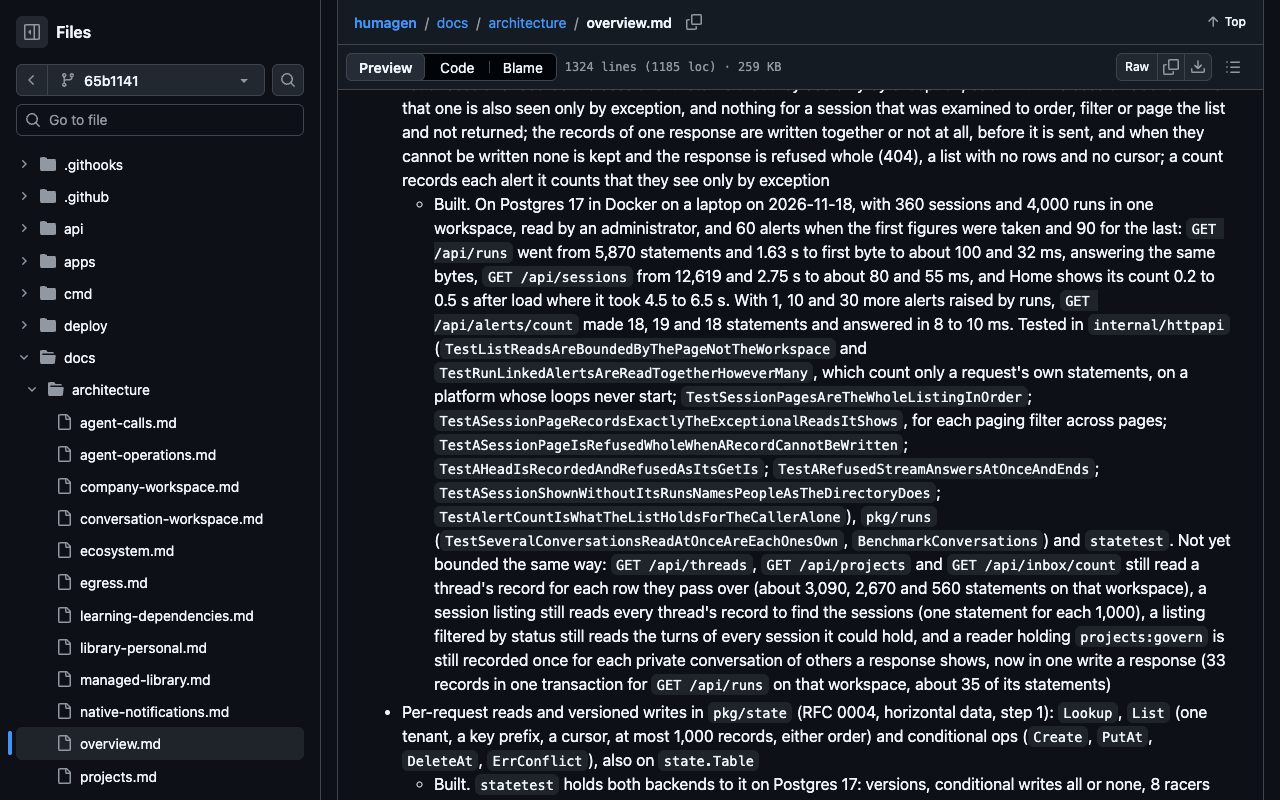 Files
65b1141
Go to file
.githooks
.github
api
apps
cmd
deploy
docs
architecture
agent-calls.md
agent-operations.md
company-workspace.md
conversation-workspace.md
ecosystem.md
egress.md
learning-dependencies.md
library-personal.md
managed-library.md
native-notifications.md
overview.md
projects.md
humagen / docs / architecture / overview.md
Top
Preview Code Blame 1324 lines (1185 loc) · 259 KB Raw
that one is also seen only by exception, and nothing for a session that was examined to order, filter or page the list
and not returned; the records of one response are written together or not at all, before it is sent, and when they
cannot be written none is kept and the response is refused whole (404), a list with no rows and no cursor; a count
records each alert it counts that they see only by exception
Built. On Postgres 17 in Docker on a laptop on 2026-11-18, with 360 sessions and 4,000 runs in one
workspace, read by an administrator, and 60 alerts when the first figures were taken and 90 for the last: GET
/api/runs went from 5,870 statements and 1.63 s to first byte to about 100 and 32 ms, answering the same
bytes, GET /api/sessions from 12,619 and 2.75 s to about 80 and 55 ms, and Home shows its count 0.2 to
0.5 s after load where it took 4.5 to 6.5 s. With 1, 10 and 30 more alerts raised by runs, GET
/api/alerts/count made 18, 19 and 18 statements and answered in 8 to 10 ms. Tested in internal/httpapi
(TestListReadsAreBoundedByThePageNotTheWorkspace and
TestRunLinkedAlertsAreReadTogetherHoweverMany, which count only a request's own statements, on a
platform whose loops never start; TestSessionPagesAreTheWholeListingInOrder;
TestASessionPageRecordsExactlyTheExceptionalReadsItShows, for each paging filter across pages;
TestASessionPageIsRefusedWholeWhenARecordCannotBeWritten;
TestAHeadIsRecordedAndRefusedAsItsGetIs; TestARefusedStreamAnswersAtOnceAndEnds;
TestASessionShownWithoutItsRunsNamesPeopleAsTheDirectoryDoes;
TestAlertCountIsWhatTheListHoldsForTheCallerAlone), pkg/runs
(TestSeveralConversationsReadAtOnceAreEachOnesOwn, BenchmarkConversations) and statetest. Not yet
bounded the same way: GET /api/threads, GET /api/projects and GET /api/inbox/count still read a
thread's record for each row they pass over (about 3,090, 2,670 and 560 statements on that workspace), a
session listing still reads every thread's record to find the sessions (one statement for each 1,000), a listing
filtered by status still reads the turns of every session it could hold, and a reader holding projects:govern is
still recorded once for each private conversation of others a response shows, now in one write a response (33
records in one transaction for GET /api/runs on that workspace, about 35 of its statements)
Per-request reads and versioned writes in pkg/state (RFC 0004, horizontal data, step 1): Lookup, List (one
tenant, a key prefix, a cursor, at most 1,000 records, either order) and conditional ops (Create, PutAt,
DeleteAt, ErrConflict), also on state.Table
Built. statetest holds both backends to it on Postgres 17: versions, conditional writes all or none, 8 racers